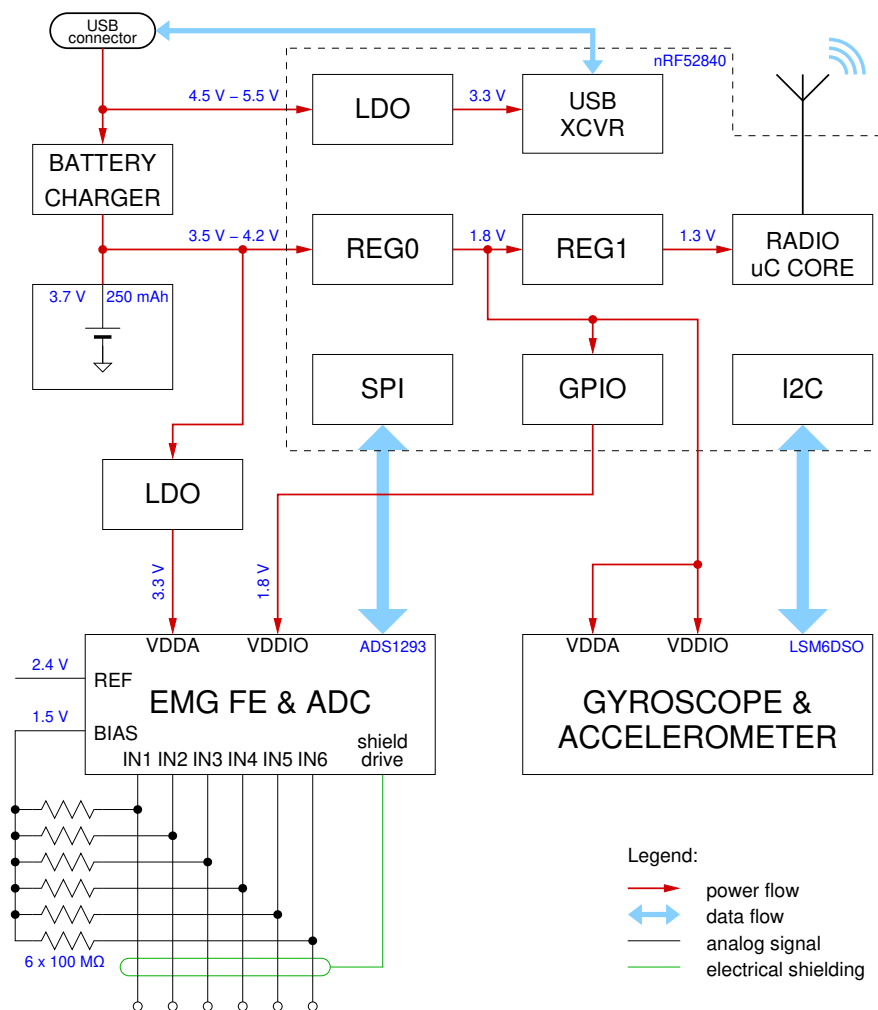 USB
connector
nRF52840
4.5 V – 5.5 V
LDO
3.3 V
USB
XCVR
BATTERY
CHARGER
3.5 V – 4.2 V
REG0
1.8 V
REG1
1.3 V
RADIO
uC CORE
3.7 V
250 mAh
SPI
GPIO
I2C
LDO
3.3 V
1.8 V
VDDA
VDDIO
ADS1293
VDDA
VDDIO
LSM6DSO
2.4 V
REF
EMG FE & ADC
GYROSCOPE &
ACCELEROMETER
1.5 V
BIAS
shield
drive
IN1 IN2 IN3 IN4 IN5 IN6
6 x 100 MΩ
Legend:
power flow
data flow
analog signal
electrical shielding